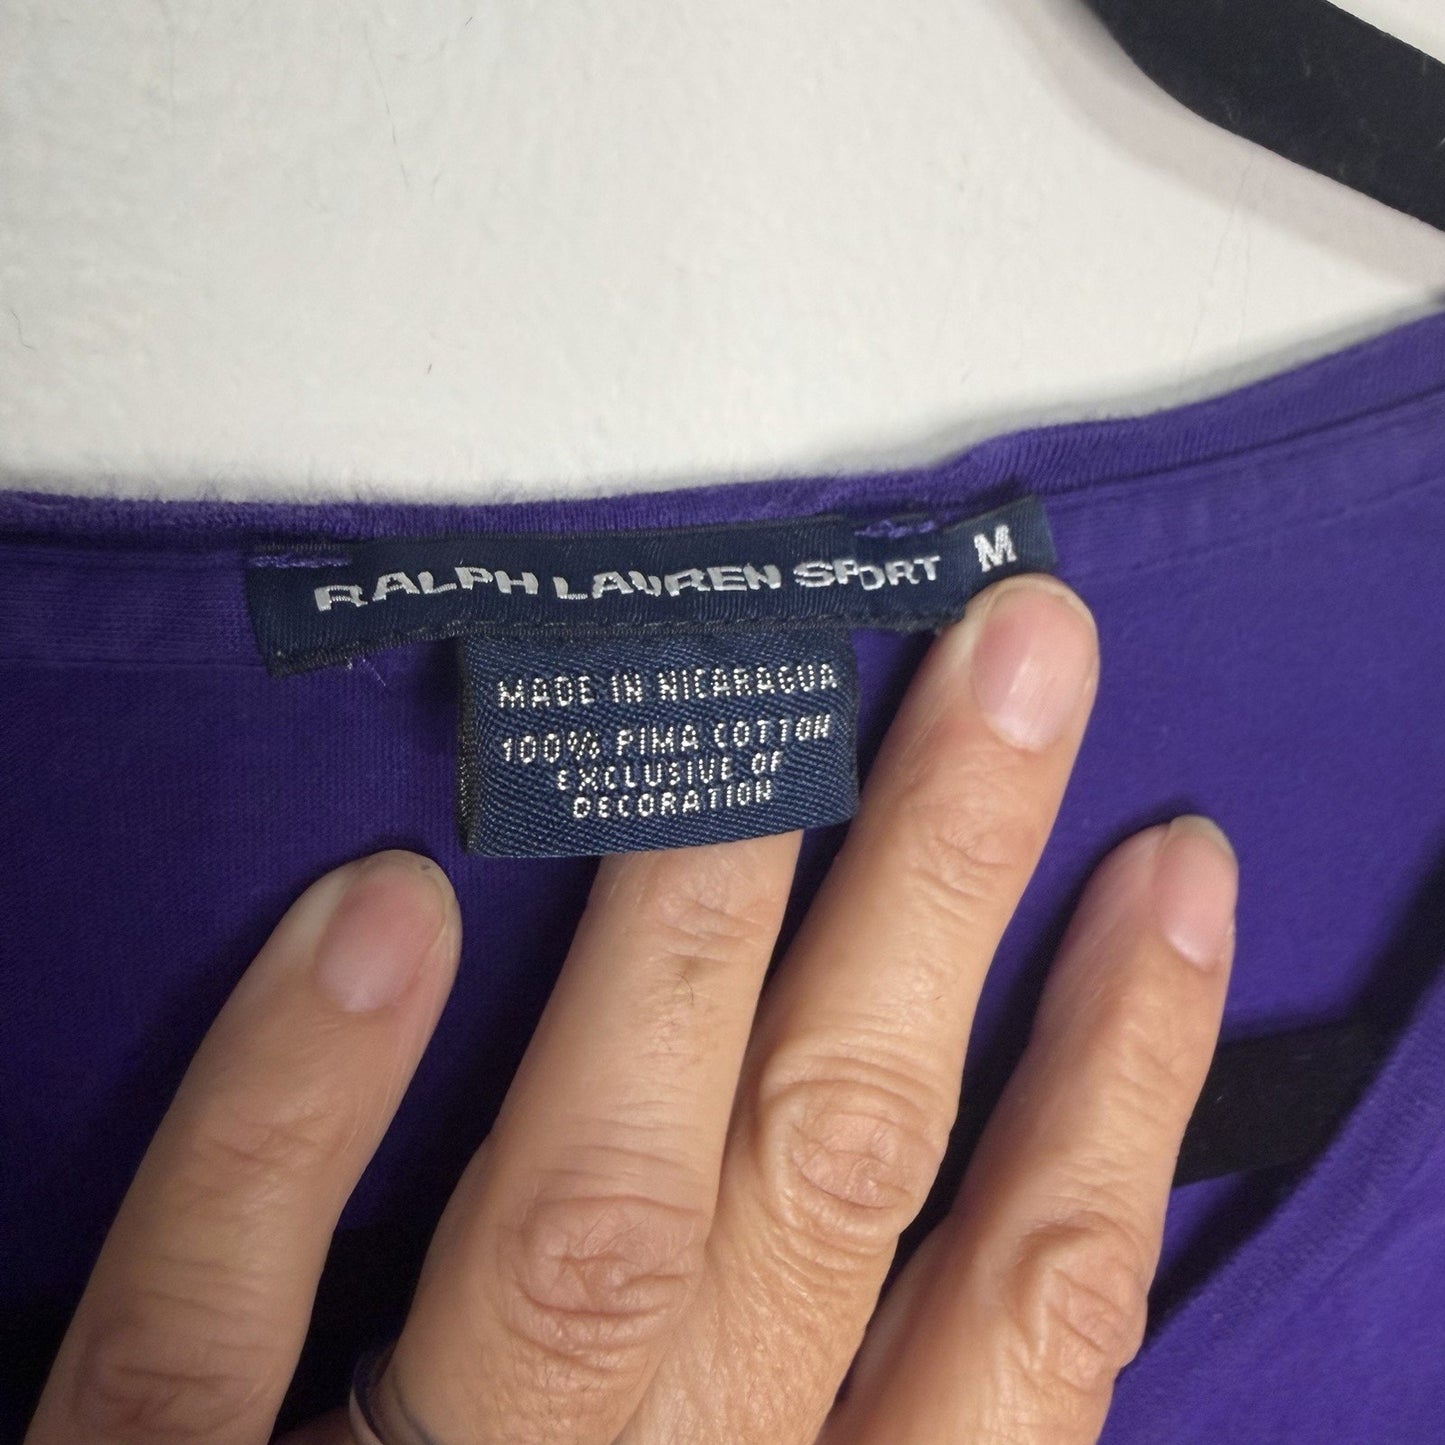 RALPH LAUREN SPORT M
MADE IN NICARAGUA
100% PIMA COTTON
EXCLUSIVE OF
DECORATION